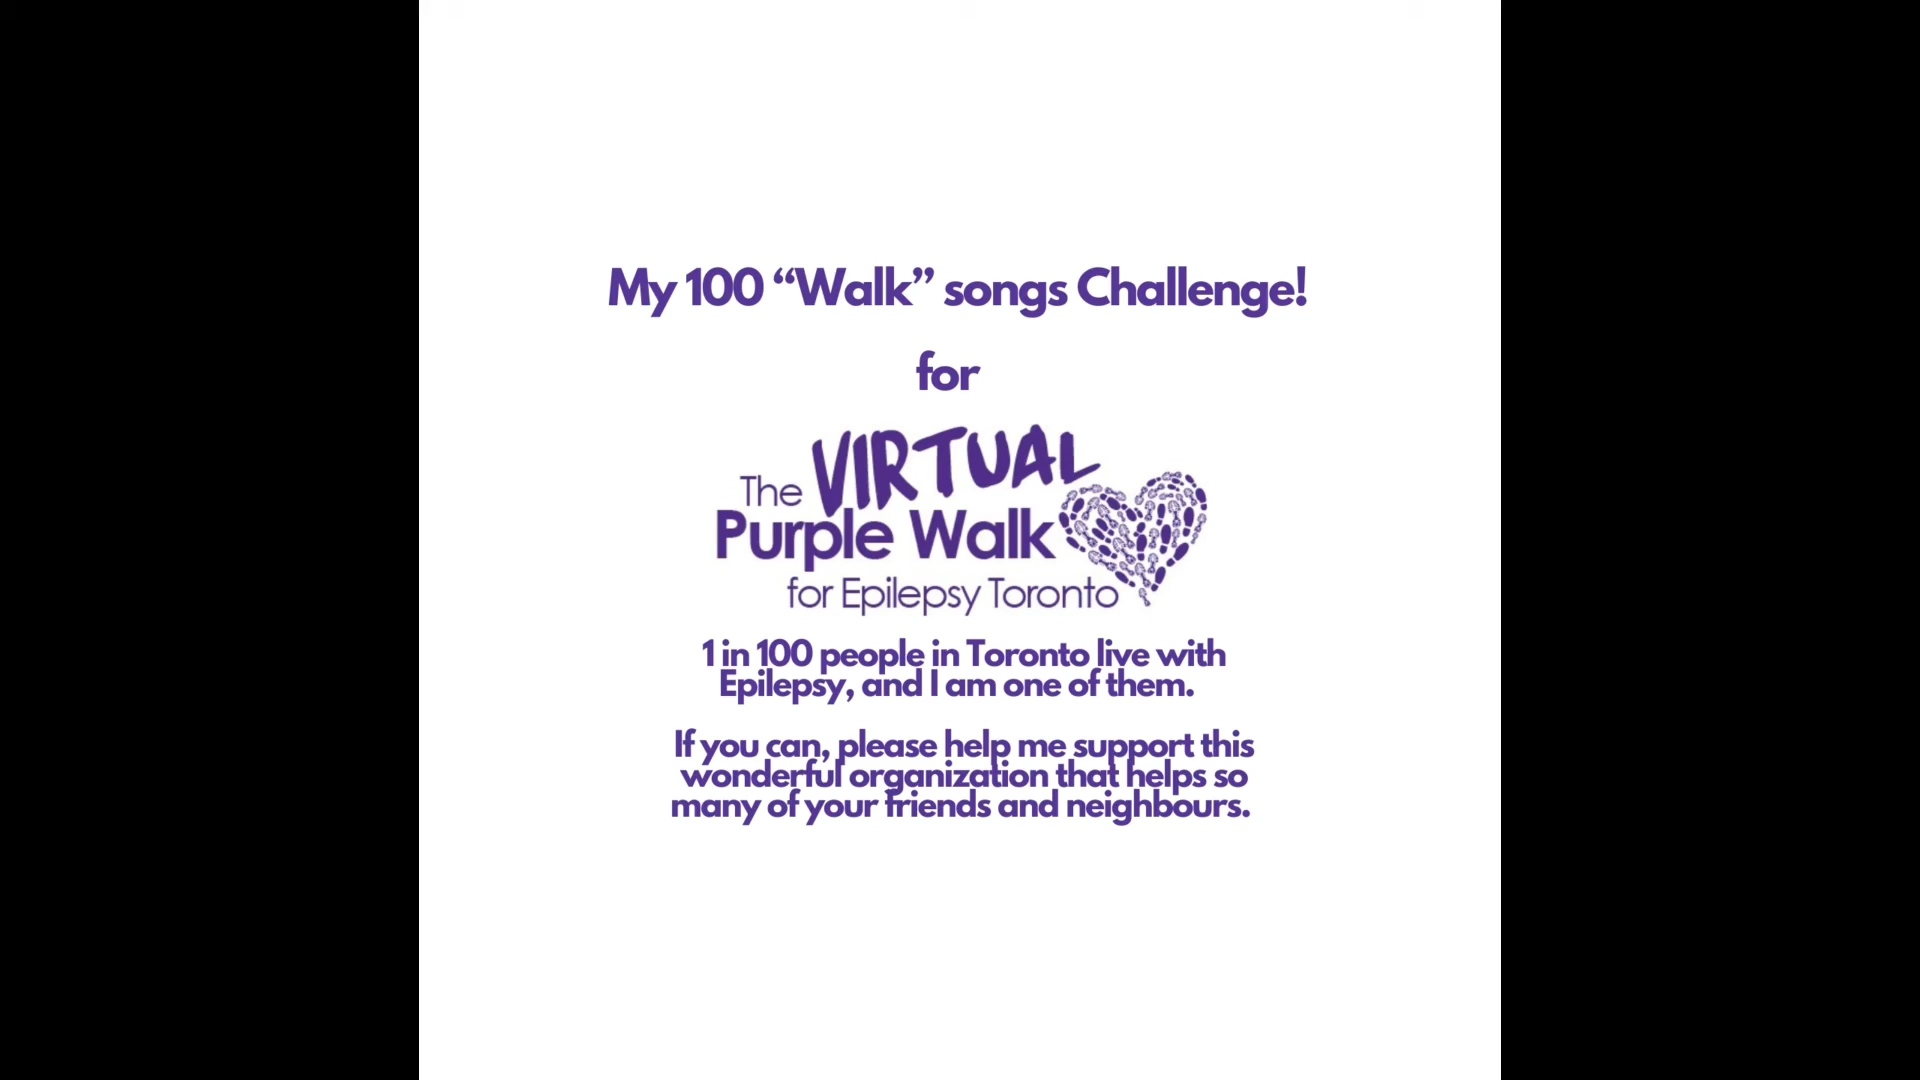 My 100 “Walk” songs Challenge!
for
The VIRTUAL
Purple Walk
for Epilepsy Toronto
1 in 100 people in Toronto live with
Epilepsy, and I am one of them.
If you can, please help me support this
wonderful organization that helps so
many of your friends and neighbours.